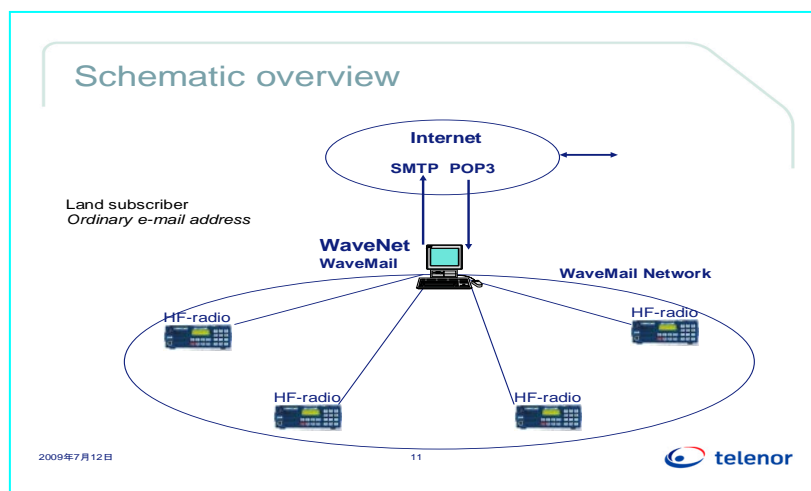 Schematic overview
Internet
SMTP POP3
Land subscriber
Ordinary e-mail address
WaveNet
WaveMail
WaveMail Network
HF-radio
HF-radio
HF-radio
HF-radio
2009年7月12日
11
telenor